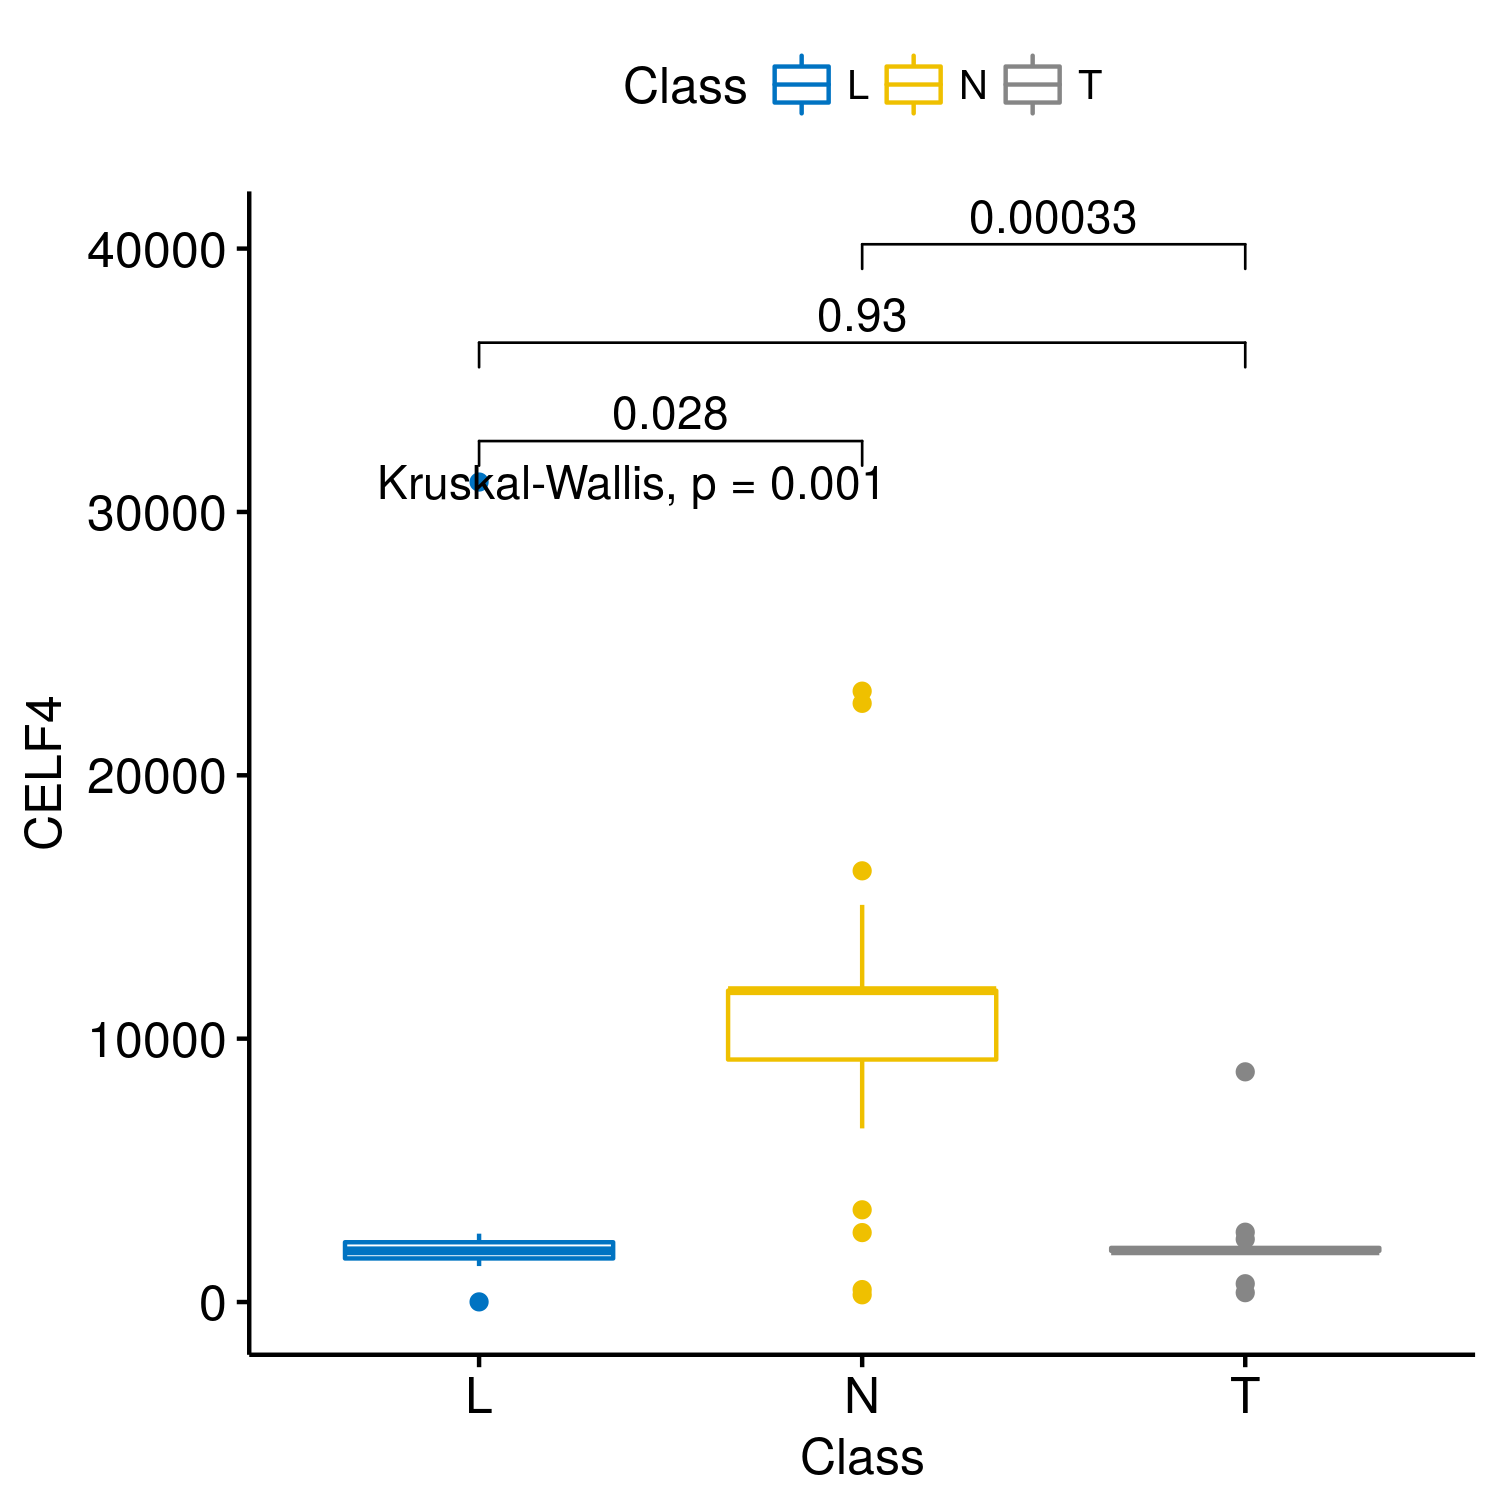 Class L N T
40000
30000
20000
10000
0
CELF4
0.00033
0.93
0.028
Kruskal-Wallis, p = 0.001
L N T
Class